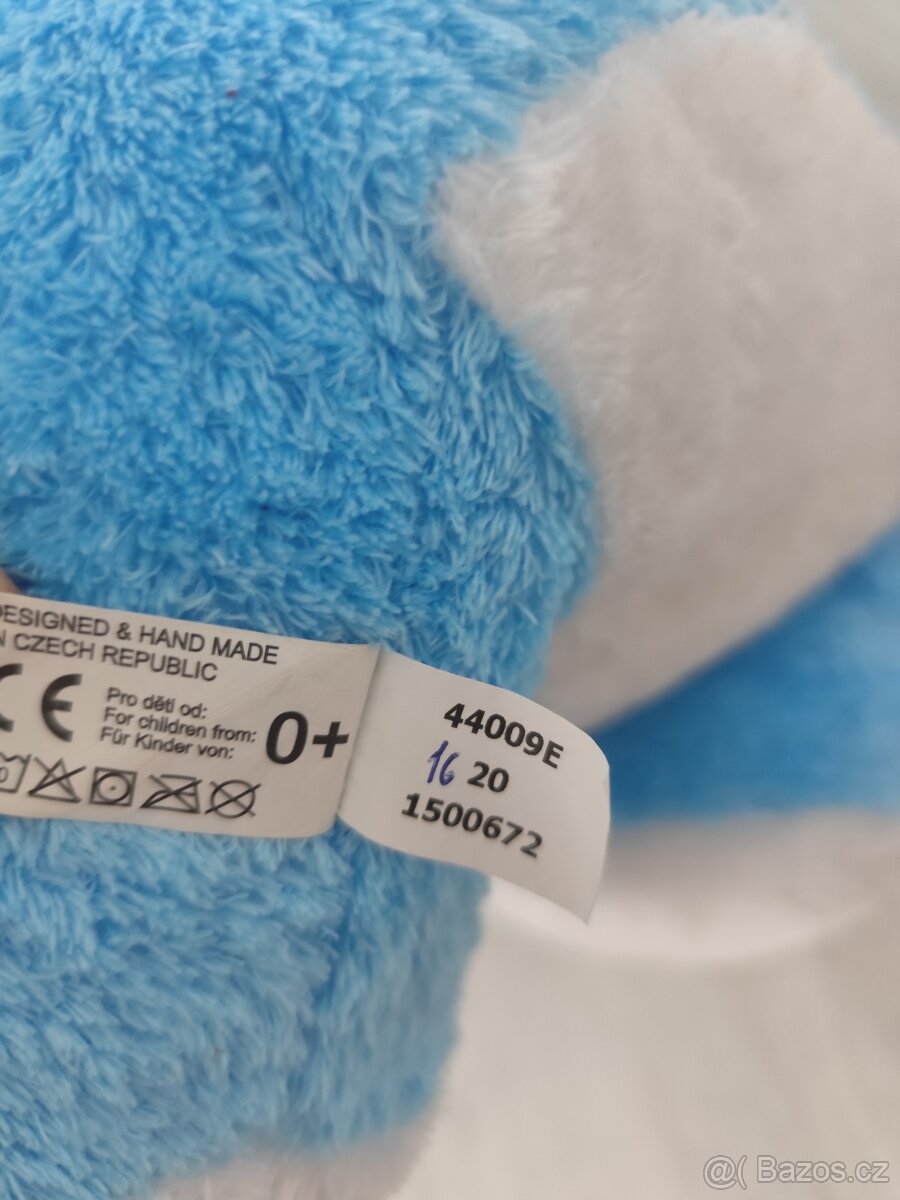 DESIGNED & HAND MADE
CZECH REPUBLIC
CE
Pro děti od:
For children from:
Für Kinder von:
0+
44009E
16 20
1500672
@( Bazos.cz